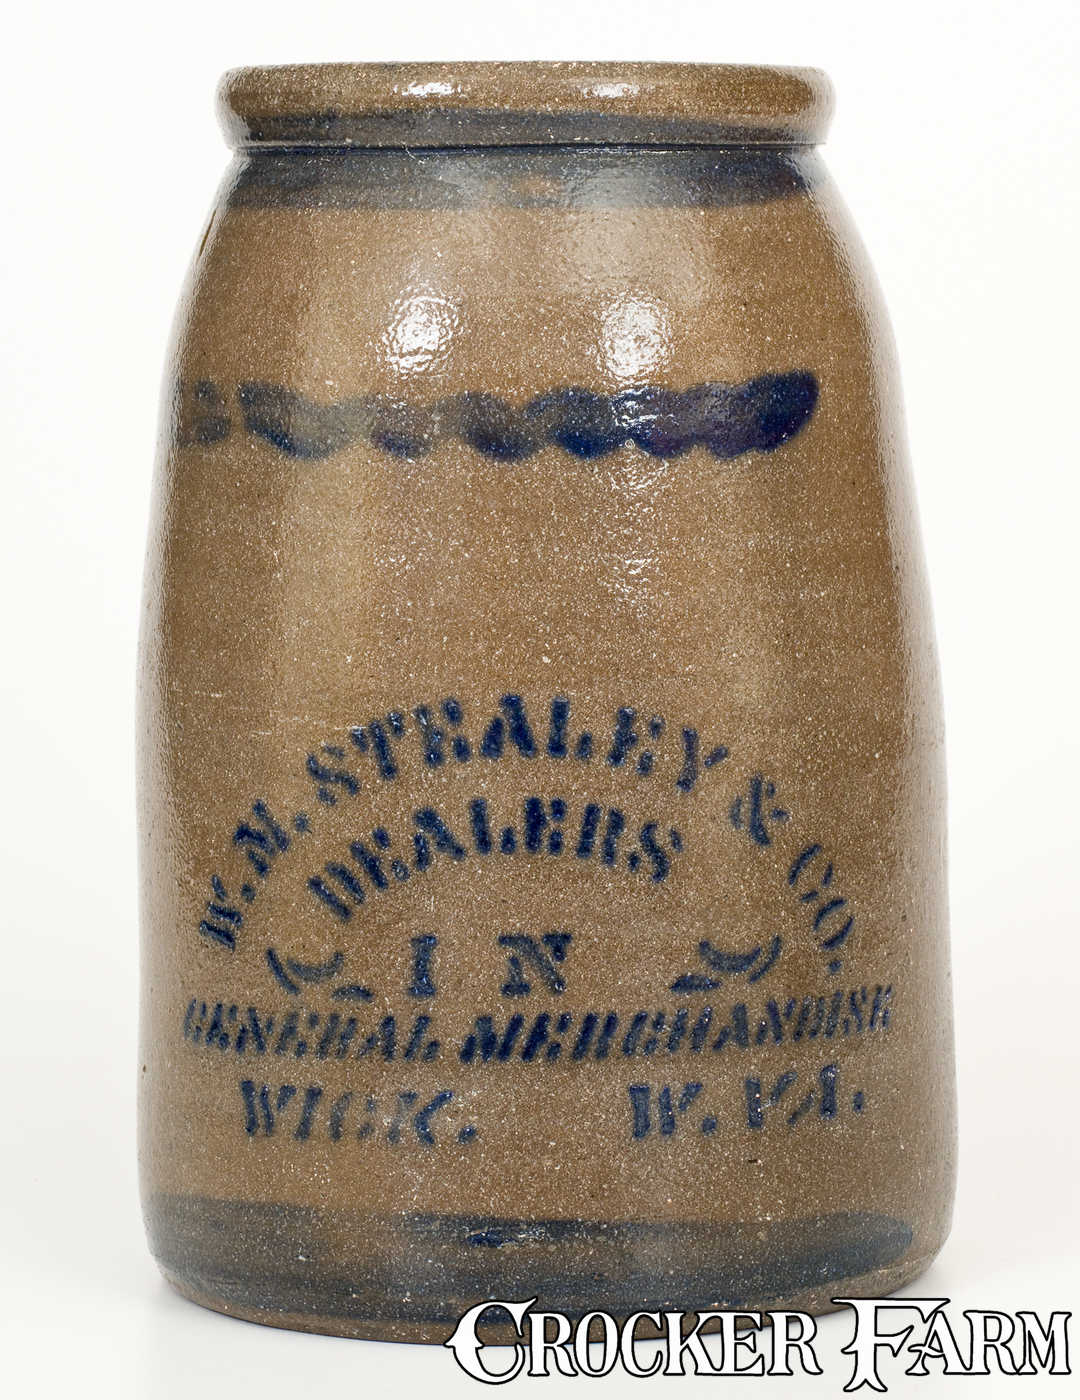 W.M. STEALEY & CO.
DEALERS
IN
GENERAL MERCHANDISE
WICK. W.VA.
CROCKER FARM